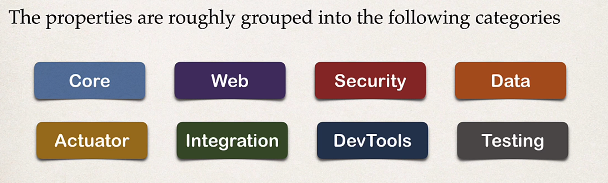 The properties are roughly grouped into the following categories
Core Web Security Data
Actuator Integration DevTools Testing